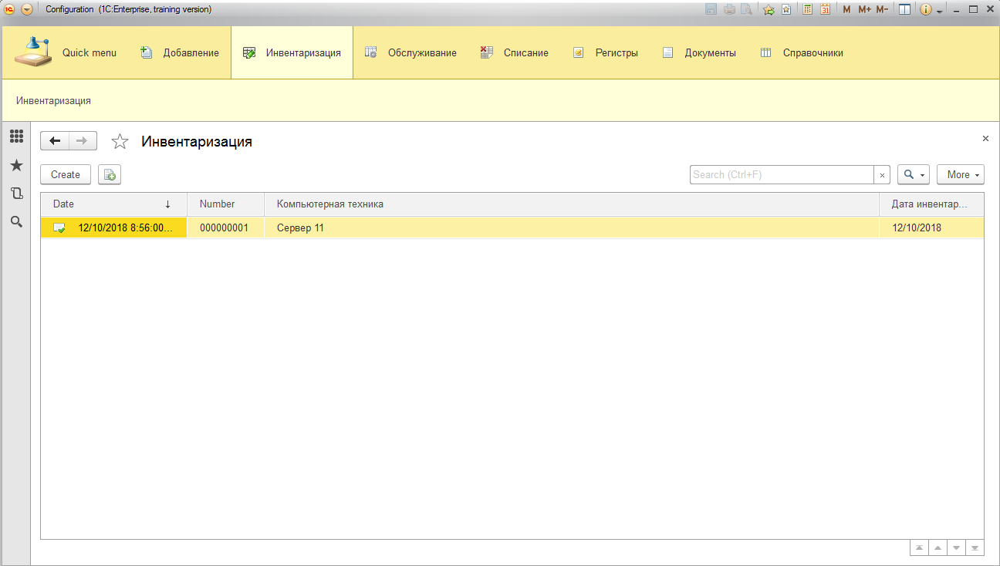 1C Configuration (1C:Enterprise, training version) 31 M M+ M-
Quick menu Добавление Инвентаризация Обслуживание Списание Регистры Документы Справочники
Инвентаризация
Инвентаризация
Create Search (Ctrl+F) × More
Date ↓ Number Компьютерная техника Дата инвентар...
12/10/2018 8:56:00... 000000001 Сервер 11 12/10/2018